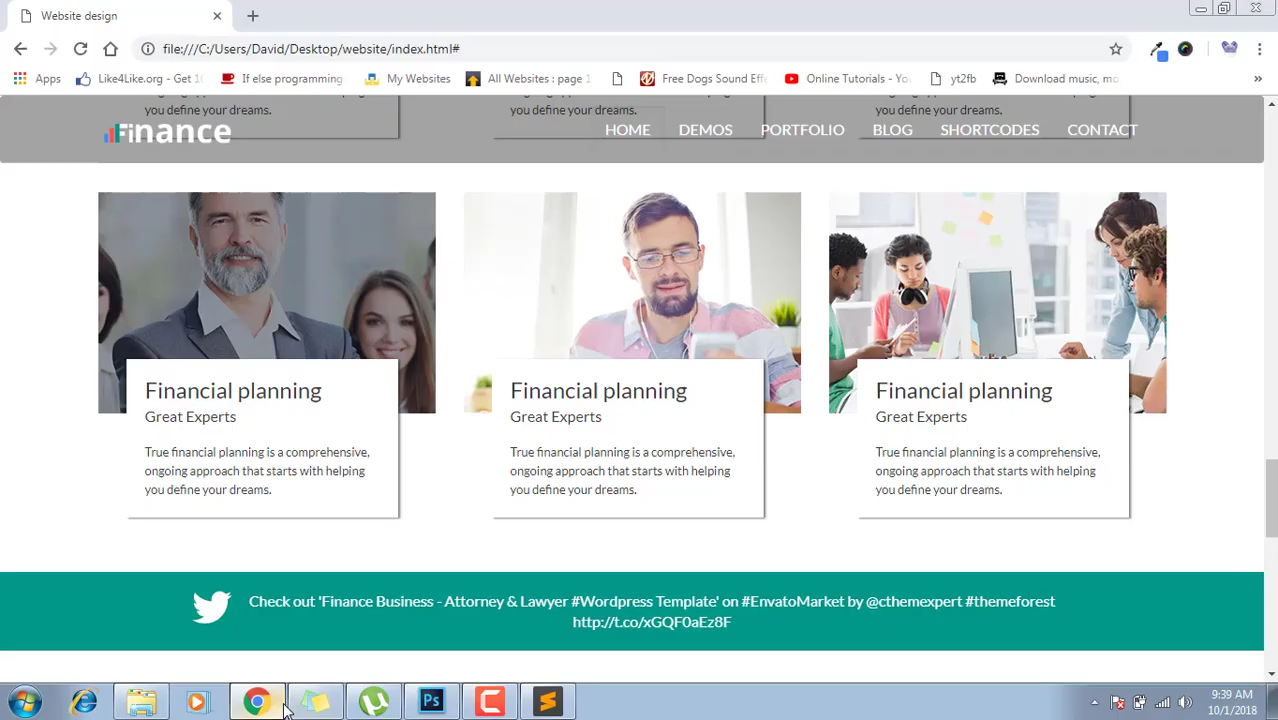 Website design
file:///C:/Users/David/Desktop/website/index.html#
Apps
Like4Like.org - Get 1
If else programming
My Websites
All Websites : page 1
Free Dogs Sound Eff
Online Tutorials - Yo
yt2fb
Download music, mo
»
you define your dreams.
you define your dreams.
you define your dreams.
Finance
HOME
DEMOS
PORTFOLIO
BLOG
SHORTCODES
CONTACT
Financial planning
Great Experts
True financial planning is a comprehensive,
ongoing approach that starts with helping
you define your dreams.
Financial planning
Great Experts
True financial planning is a comprehensive,
ongoing approach that starts with helping
you define your dreams.
Financial planning
Great Experts
True financial planning is a comprehensive,
ongoing approach that starts with helping
you define your dreams.
Check out 'Finance Business - Attorney & Lawyer #Wordpress Template' on #EnvatoMarket by @cthemexpert #themeforest
http://t.co/xGQF0aEz8F
Ps
9:39 AM
10/1/2018